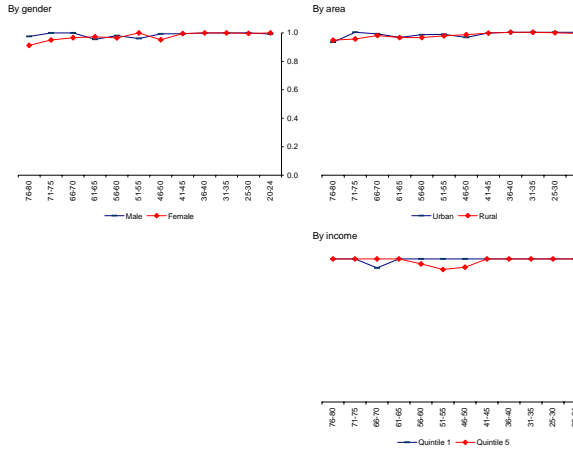 By gender
1.0
0.8
0.6
0.4
0.2
0.0
76-80 71-75 66-70 61-65 56-60 51-55 46-50 41-45 36-40 31-35 25-30 20-24
Male Female
By area
76-80 71-75 66-70 61-65 56-60 51-55 46-50 41-45 36-40 31-35 25-30
Urban Rural
By income
76-80 71-75 66-70 61-65 56-60 51-55 46-50 41-45 36-40 31-35 25-30
Quintile 1 Quintile 5